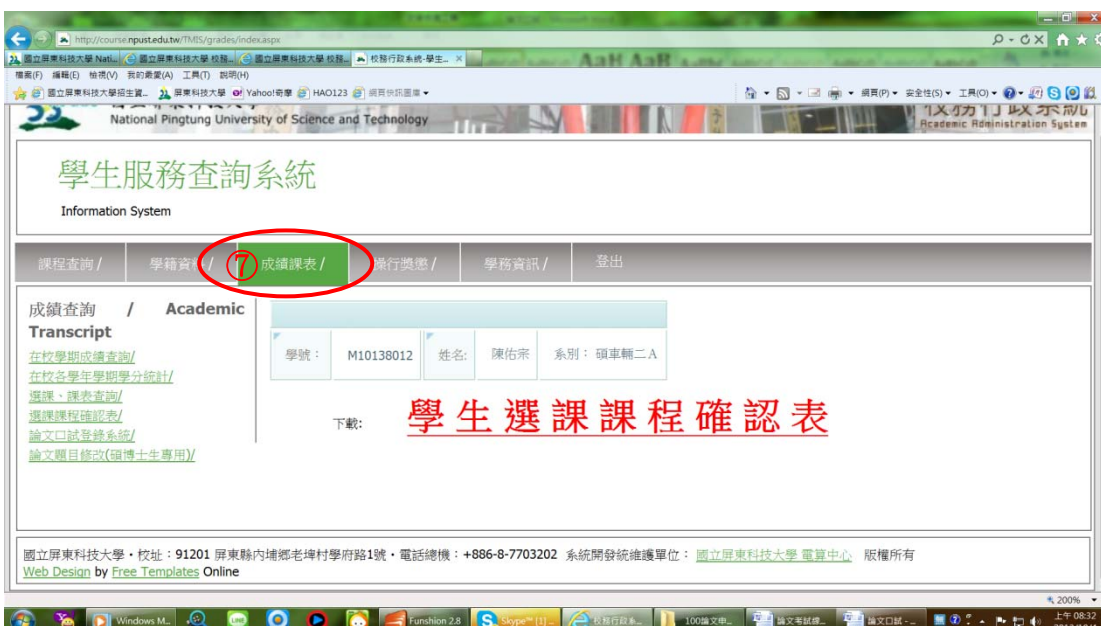 http://course.npust.edu.tw/TMIS/grades/index.aspx
國立屏東科技大學 Nati...
國立屏東科技大學 校務...
國立屏東科技大學 校務...
校務行政系統-學生...
檔案(F) 編輯(E) 檢視(V) 我的最愛(A) 工具(T) 說明(H)
國立屏東科技大學招生資... 屏東科技大學 Yahoo!奇摩 HAO123 網頁快訊圖庫
網頁(P) 安全性(S) 工具(O)
National Pingtung University of Science and Technology
校務行政系統
Academic Administration System
學生服務查詢系統
Information System
課程查詢/ 學籍資料/ ⑦ 成績課表/ 操行獎懲/ 學務資訊/ 登出
成績查詢 / Academic
Transcript
在校學期成績查詢/
在校各學年學期學分統計/
選課、課表查詢/
選課課程確認表/
論文口試登錄系統/
論文題目修改(碩博士生專用)/
學號: M10138012 姓名: 陳佑宗 系別: 碩車輛二A
下載: 學生選課課程確認表
國立屏東科技大學‧校址:91201 屏東縣內埔鄉老埤村學府路1號‧電話總機:+886-8-7703202 系統開發統維護單位: 國立屏東科技大學 電算中心 版權所有
Web Design by Free Templates Online
200%
Windows M...
Funshion 2.8
Skype™ [1] - ...
校務行政系...
100論文申...
論文考試線...
論文口試 - ...
上午 08:32